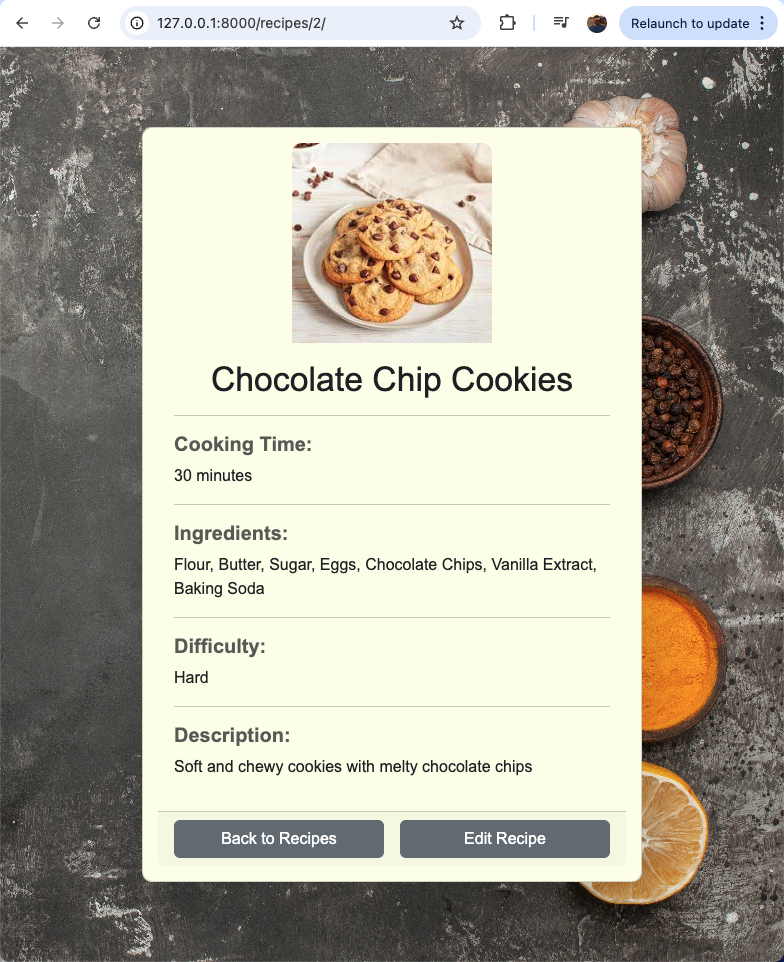 127.0.0.1:8000/recipes/2/
Relaunch to update
Chocolate Chip Cookies
Cooking Time:
30 minutes
Ingredients:
Flour, Butter, Sugar, Eggs, Chocolate Chips, Vanilla Extract,
Baking Soda
Difficulty:
Hard
Description:
Soft and chewy cookies with melty chocolate chips
Back to Recipes
Edit Recipe